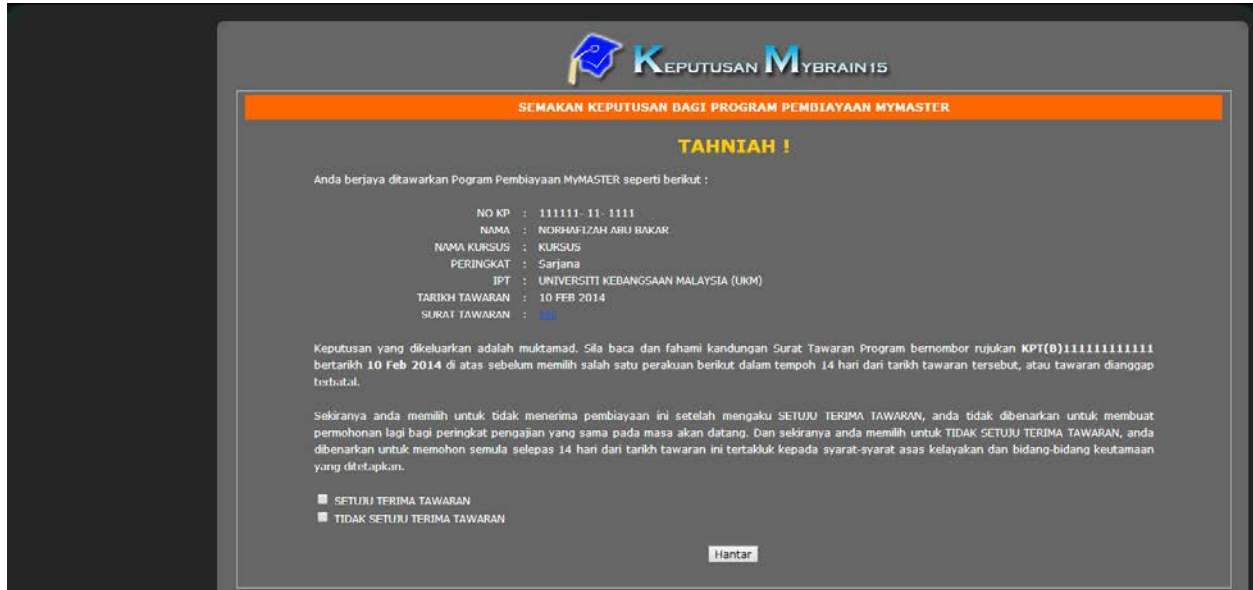 KEPUTUSAN MYBRAIN15
SEMAKAN KEPUTUSAN BAGI PROGRAM PEMBIAYAAN MYMASTER
TAHNIAH !
Anda berjaya ditawarkan Pogram Pembiayaan MyMASTER seperti berikut :
NO KP : 111111- 11- 1111
NAMA : NORHAFIZAH ABU BAKAR
NAMA KURSUS : KURSUS
PERINGKAT : Sarjana
IPT : UNIVERSITI KEBANGSAAN MALAYSIA (UKM)
TARIKH TAWARAN : 10 FEB 2014
SURAT TAWARAN :
Keputusan yang dikeluarkan adalah muktamad. Sila baca dan fahami kandungan Surat Tawaran Program bernombor rujukan KPT(B)111111111111
bertarikh 10 Feb 2014 di atas sebelum memilih salah satu perakuan berikut dalam tempoh 14 hari dari tarikh tawaran tersebut, atau tawaran dianggap
terbatal.
Sekiranya anda memilih untuk tidak menerima pembiayaan ini setelah mengaku SETUJU TERIMA TAWARAN, anda tidak dibenarkan untuk membuat
permohonan lagi bagi peringkat pengajian yang sama pada masa akan datang. Dan sekiranya anda memilih untuk TIDAK SETUJU TERIMA TAWARAN, anda
dibenarkan untuk memohon semula selepas 14 hari dari tarikh tawaran ini tertakluk kepada syarat-syarat asas kelayakan dan bidang-bidang keutamaan
yang ditetapkan.
SETUJU TERIMA TAWARAN
TIDAK SETUJU TERIMA TAWARAN
Hantar